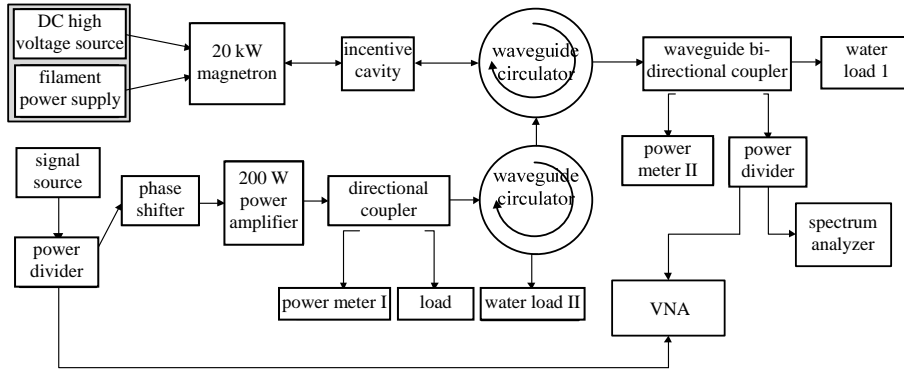 DC high
voltage source
filament
power supply
20 kW
magnetron
incentive
cavity
waveguide
circulator
waveguide bi-
directional coupler
water
load 1
power
meter II
power
divider
spectrum
analyzer
signal
source
phase
shifter
200 W
power
amplifier
directional
coupler
waveguide
circulator
power
divider
power meter I
load
water load II
VNA